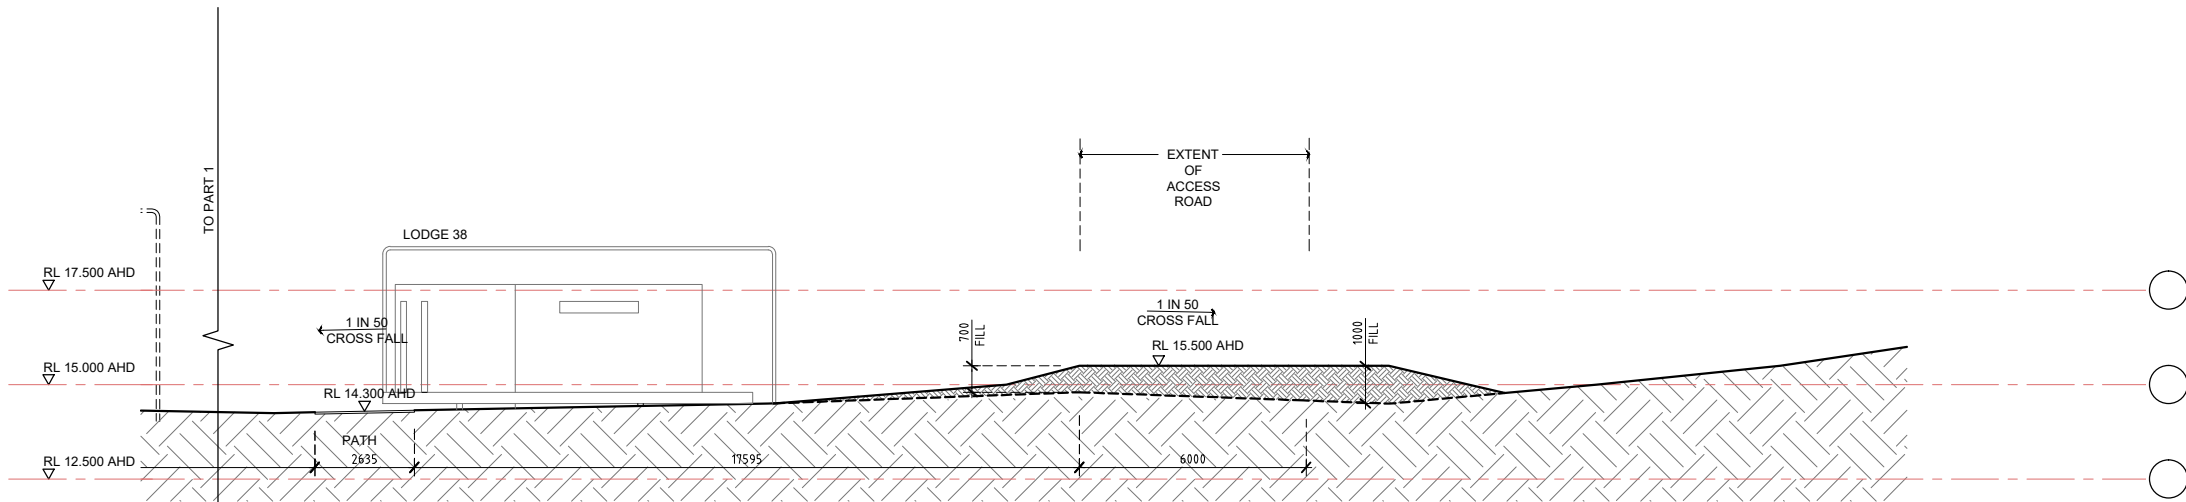 TO PART 1
EXTENT
OF
ACCESS
ROAD
LODGE 38
RL 17.500 AHD
1 IN 50
CROSS FALL
1 IN 50
CROSS FALL
700
FILL
1000
FILL
RL 15.500 AHD
RL 15.000 AHD
RL 14.300 AHD
PATH
2635
17595
6000
RL 12.500 AHD